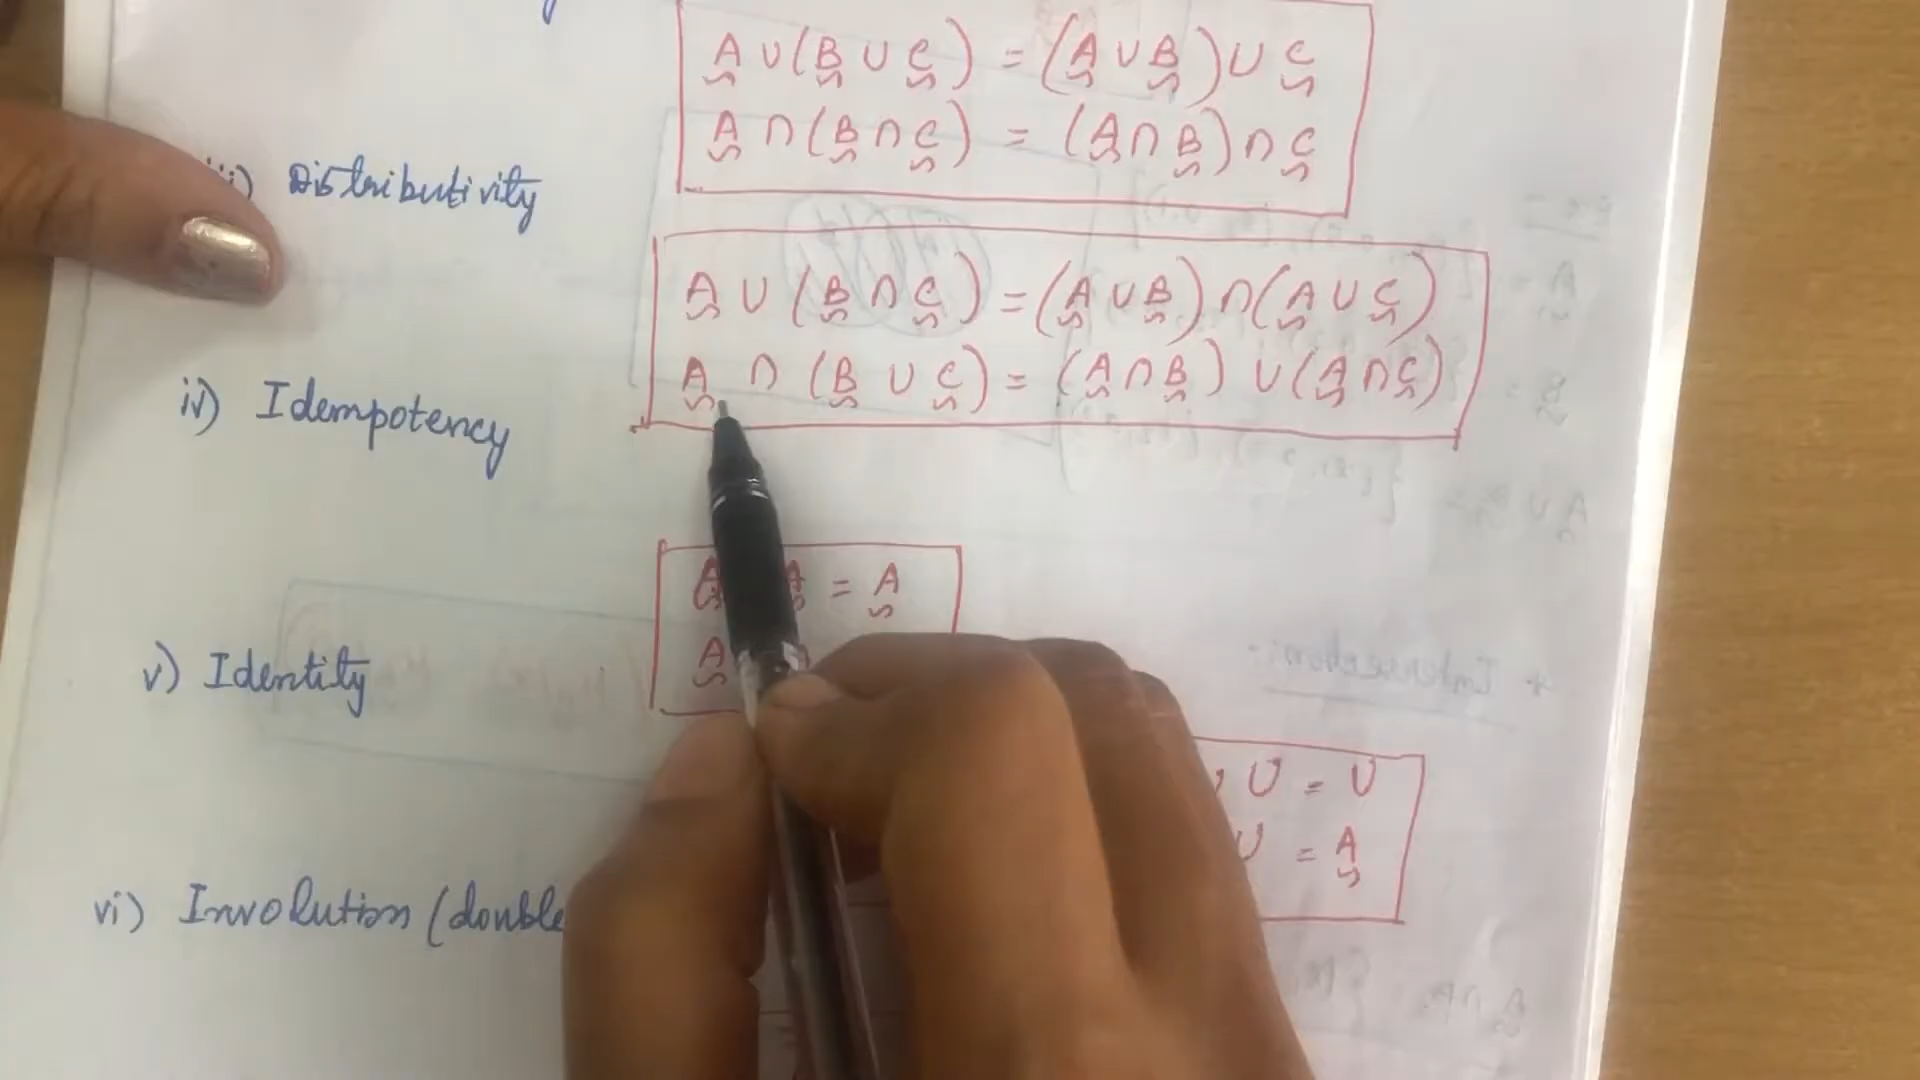 A ∪ (B ∪ C) = (A ∪ B) ∪ C
A ∩ (B ∩ C) = (A ∩ B) ∩ C
Distributivity
A ∪ (B ∩ C) = (A ∪ B) ∩ (A ∪ C)
A ∩ (B ∪ C) = (A ∩ B) ∪ (A ∩ C)
iv) Idempotency
A A = A
A
v) Identity
U = U
U = A
vi) Involution (double